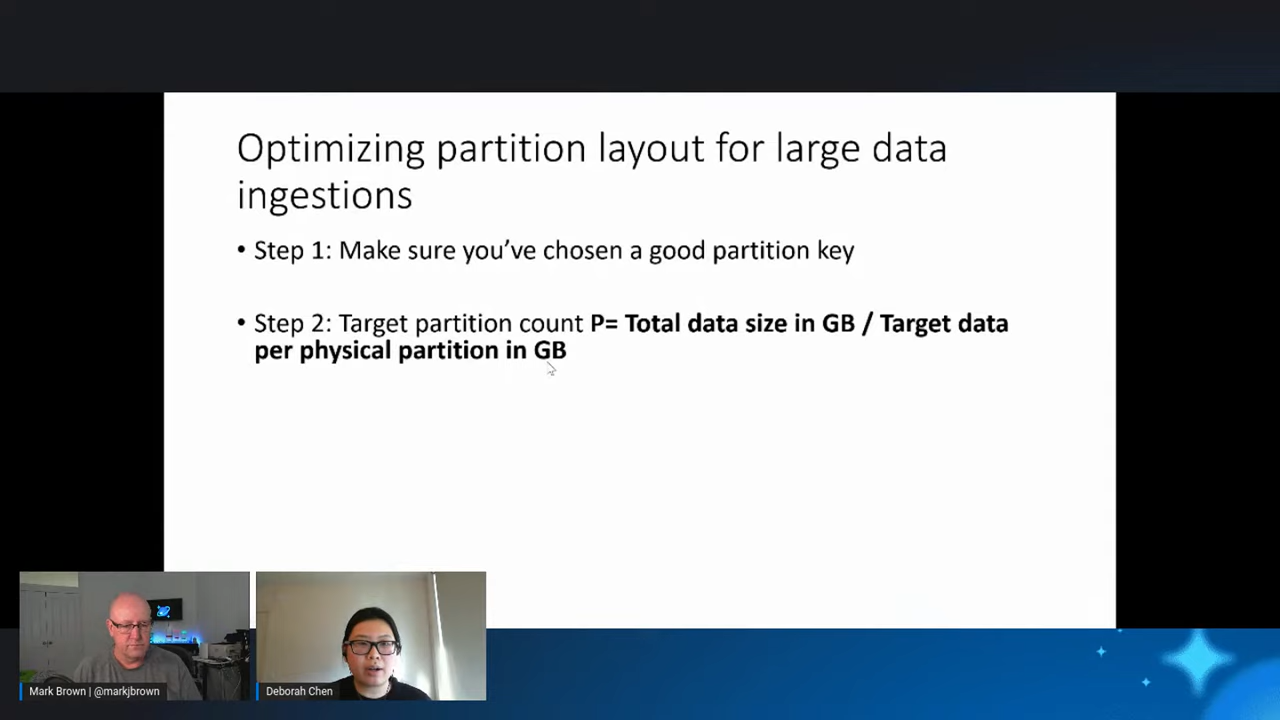 Optimizing partition layout for large data
ingestions
• Step 1: Make sure you’ve chosen a good partition key
• Step 2: Target partition count P= Total data size in GB / Target data
per physical partition in GB
Mark Brown | @markjbrown
Deborah Chen